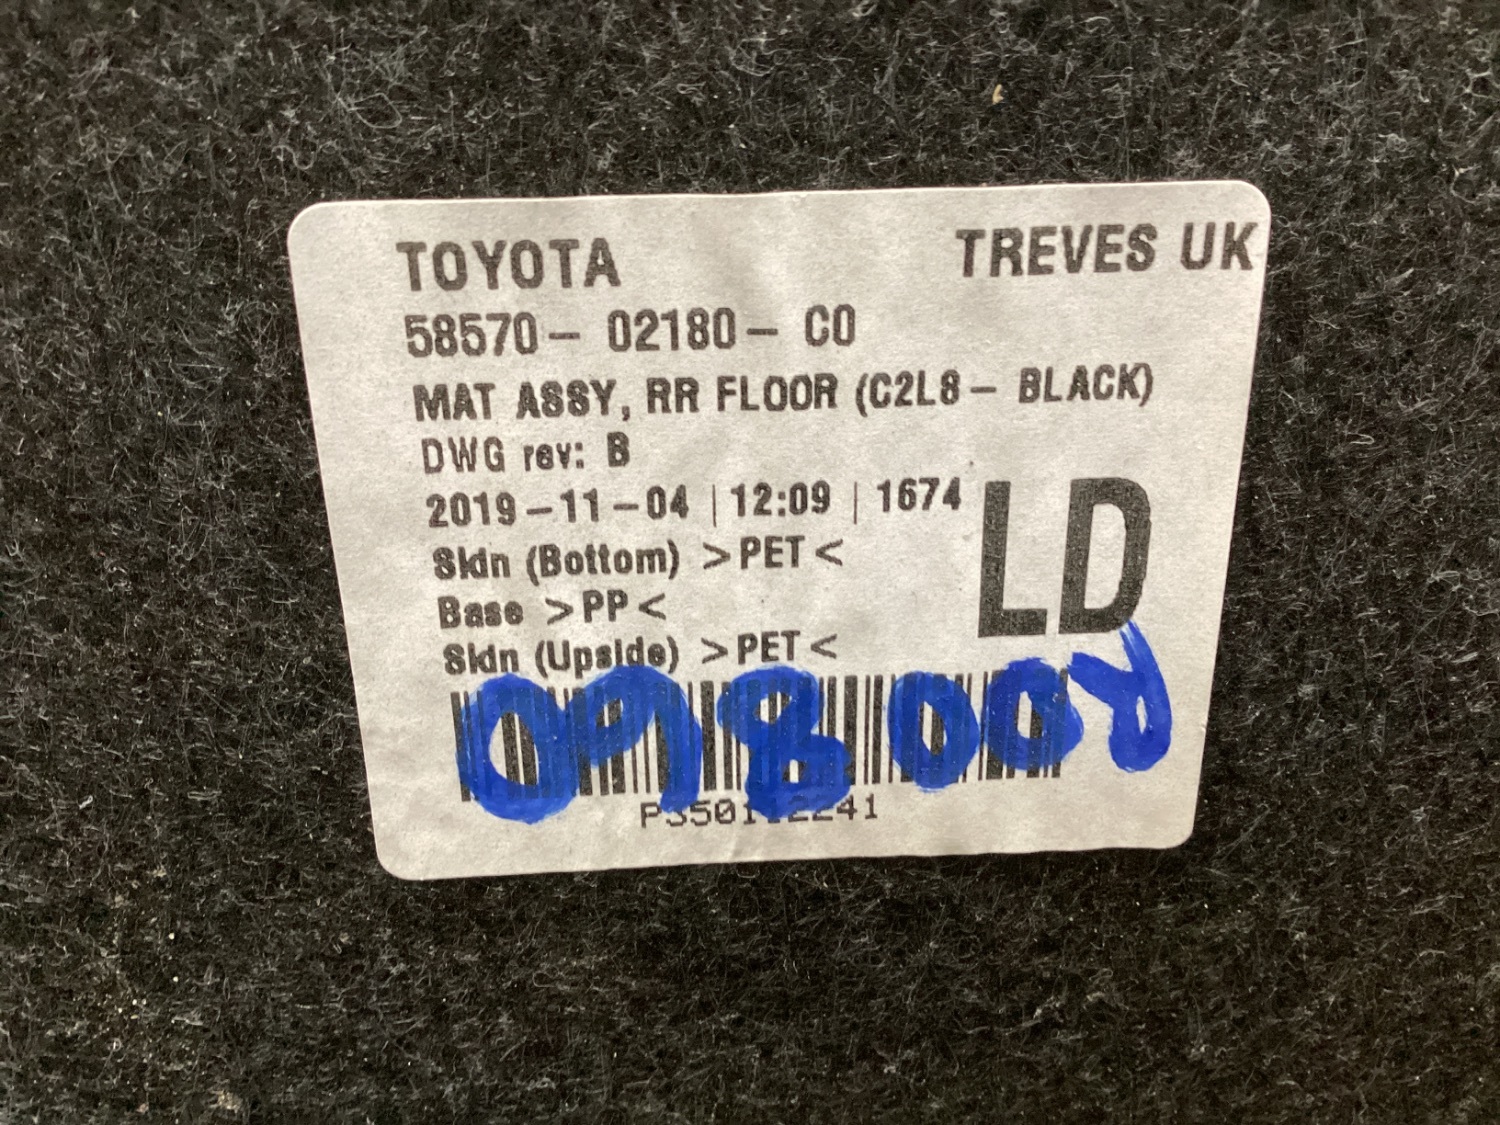 TOYOTA TREVES UK
58570- 02180- C0
MAT ASSY, RR FLOOR (C2L8- BLACK)
DWG rev: B
2019-11-04 | 12:09 | 1674
LD
Skin (Bottom) >PET<
Base >PP<
Skin (Upside) >PET<